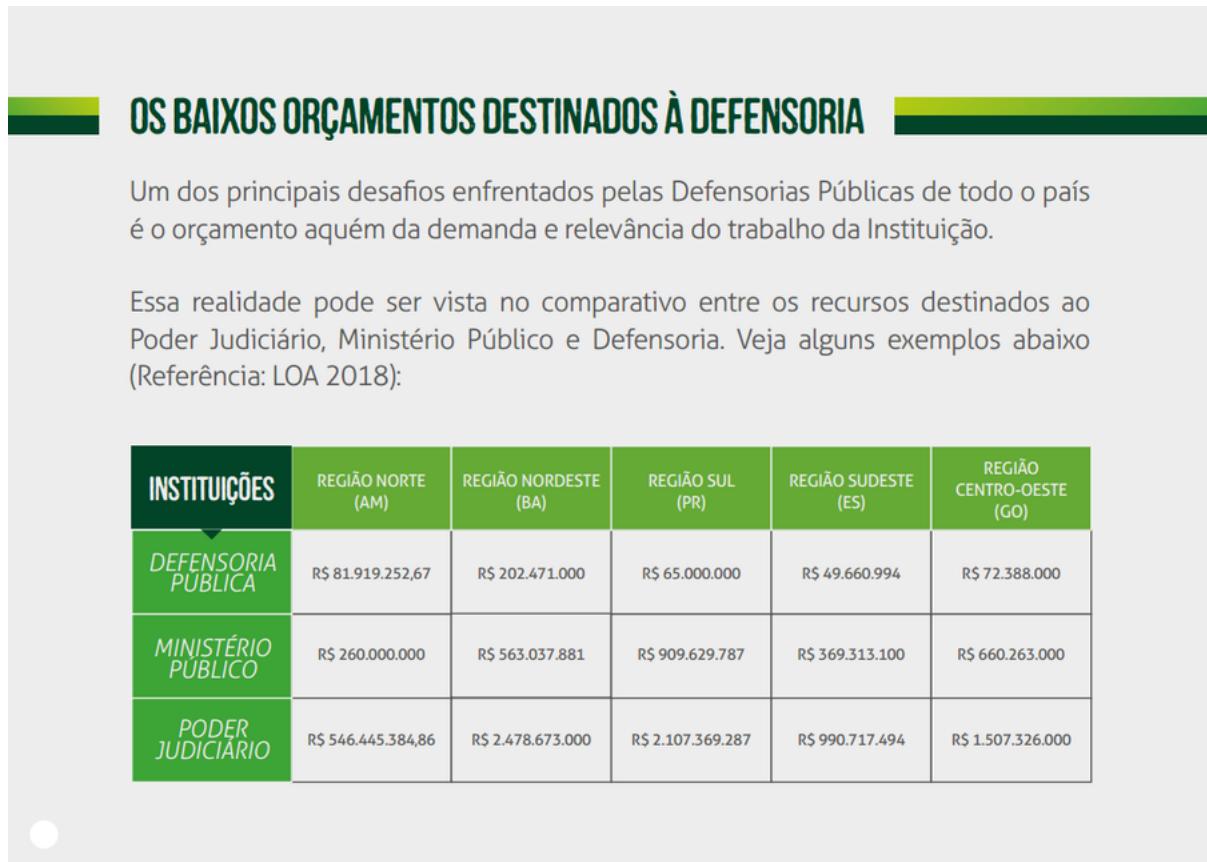 OS BAIXOS ORÇAMENTOS DESTINADOS À DEFENSORIA
Um dos principais desafios enfrentados pelas Defensorias Públicas de todo o país
é o orçamento aquém da demanda e relevância do trabalho da Instituição.
Essa realidade pode ser vista no comparativo entre os recursos destinados ao
Poder Judiciário, Ministério Público e Defensoria. Veja alguns exemplos abaixo
(Referência: LOA 2018):
INSTITUIÇÕES
REGIÃO NORTE
(AM)
REGIÃO NORDESTE
(BA)
REGIÃO SUL
(PR)
REGIÃO SUDESTE
(ES)
REGIÃO
CENTRO-OESTE
(GO)
DEFENSORIA
PÚBLICA
R$ 81.919.252,67
R$ 202.471.000
R$ 65.000.000
R$ 49.660.994
R$ 72.388.000
MINISTÉRIO
PÚBLICO
R$ 260.000.000
R$ 563.037.881
R$ 909.629.787
R$ 369.313.100
R$ 660.263.000
PODER
JUDICIÁRIO
R$ 546.445.384,86
R$ 2.478.673.000
R$ 2.107.369.287
R$ 990.717.494
R$ 1.507.326.000